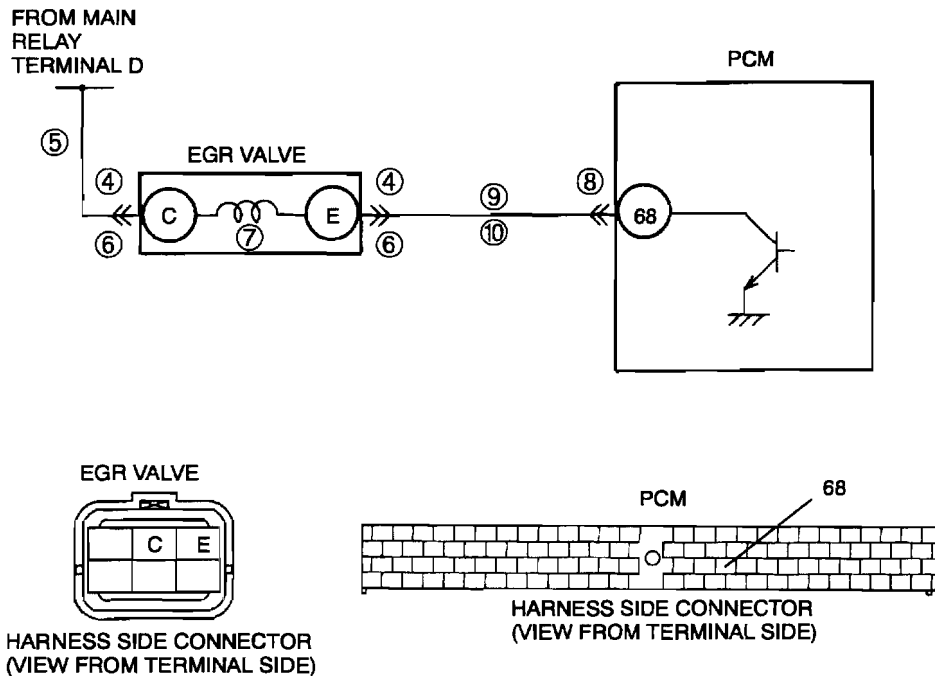 FROM MAIN
RELAY
TERMINAL D
PCM
⑤
EGR VALVE
④
④
⑨
⑧
C
E
68
⑥
⑦
⑥
⑩
EGR VALVE
C E
HARNESS SIDE CONNECTOR
(VIEW FROM TERMINAL SIDE)
PCM
68
HARNESS SIDE CONNECTOR
(VIEW FROM TERMINAL SIDE)